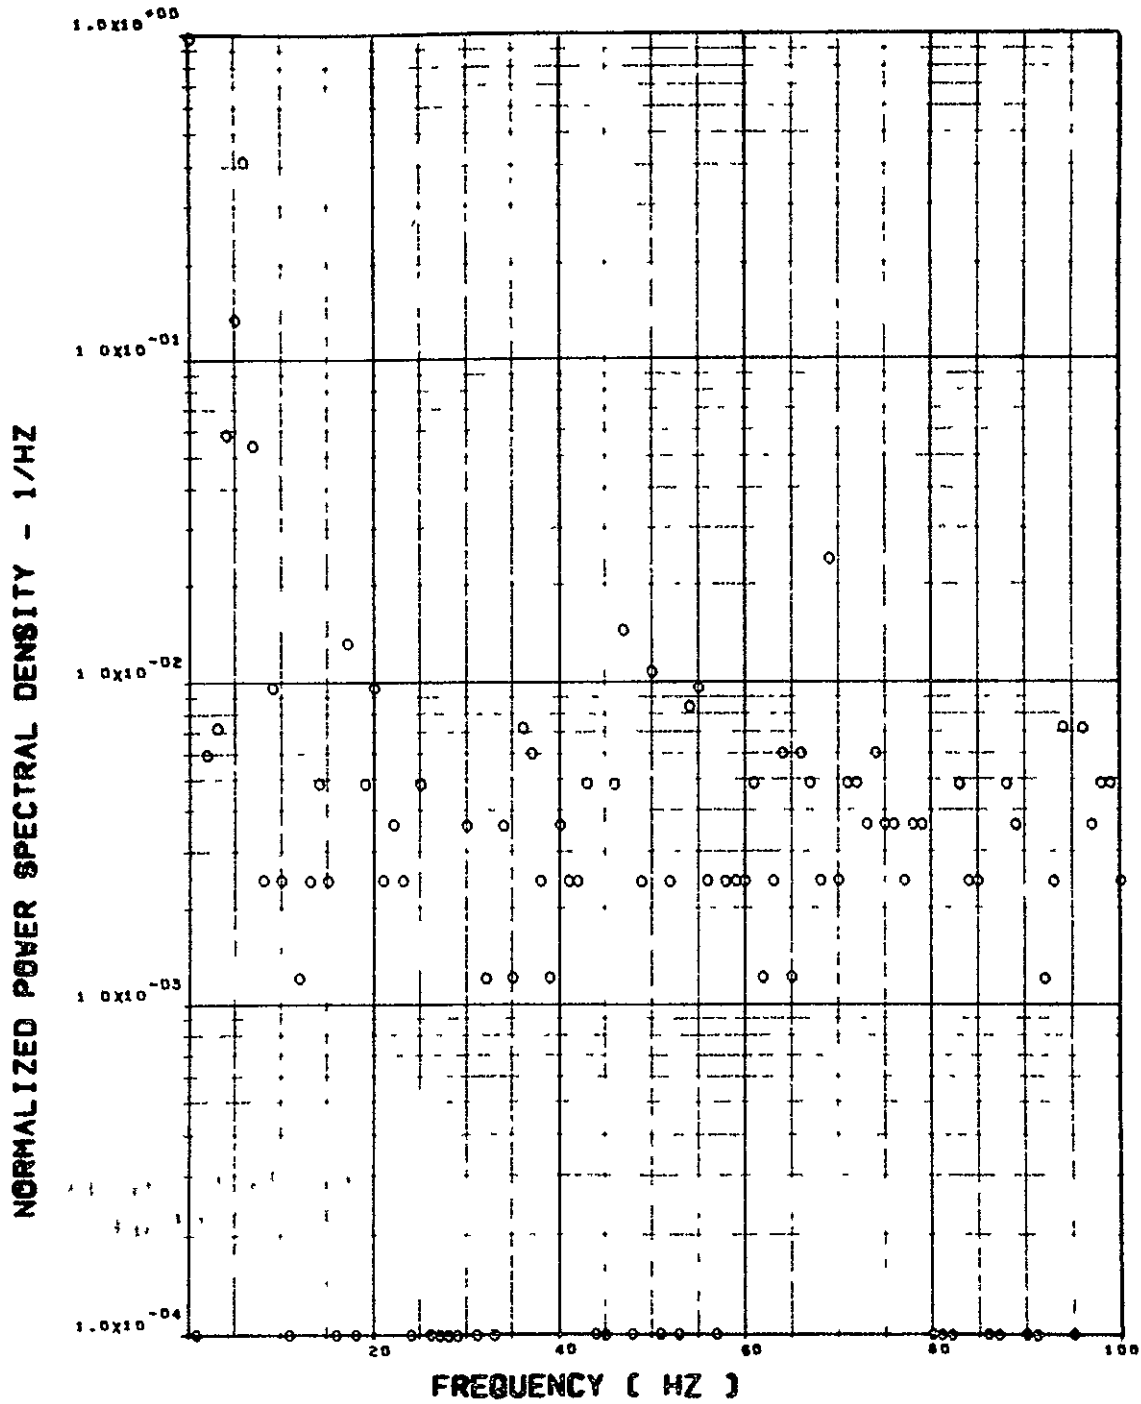 1.0X10+00
1 0X10-01
1 0X10-02
1 0X10-03
1.0X10-04
NORMALIZED POWER SPECTRAL DENSITY - 1/HZ
20 40 60 80 100
FREQUENCY ( HZ )